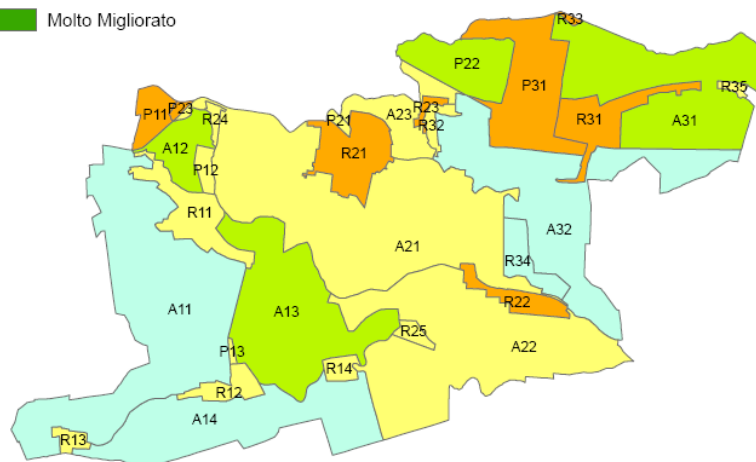 Molto Migliorato
R33
P22
P31
R35
P11
P23
R24
A23
R23
P21
R32
R31
A31
A12
R21
P12
R11
A32
A21
R34
A11
A13
R22
R25
A22
P13
R14
R12
A14
R13